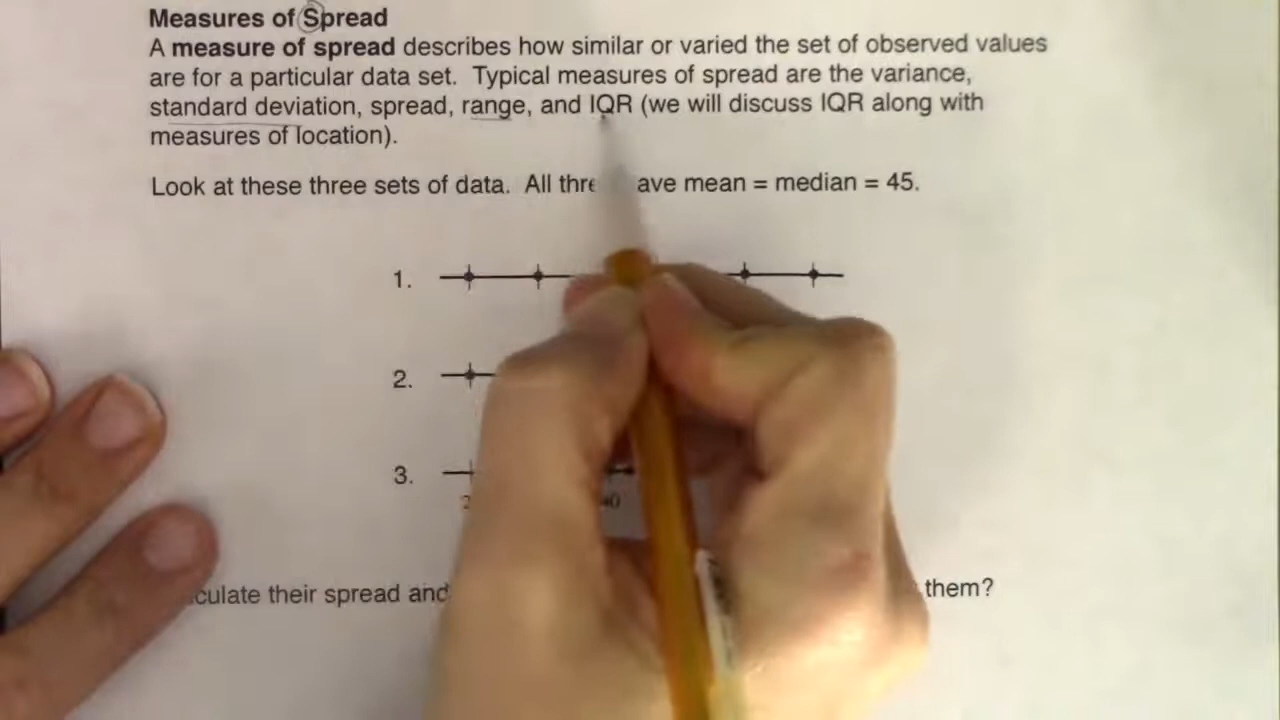 Measures of Spread
A measure of spread describes how similar or varied the set of observed values
are for a particular data set. Typical measures of spread are the variance,
standard deviation, spread, range, and IQR (we will discuss IQR along with
measures of location).
Look at these three sets of data. All mean = median = 45.
1.
2.
3.
their spread and them?